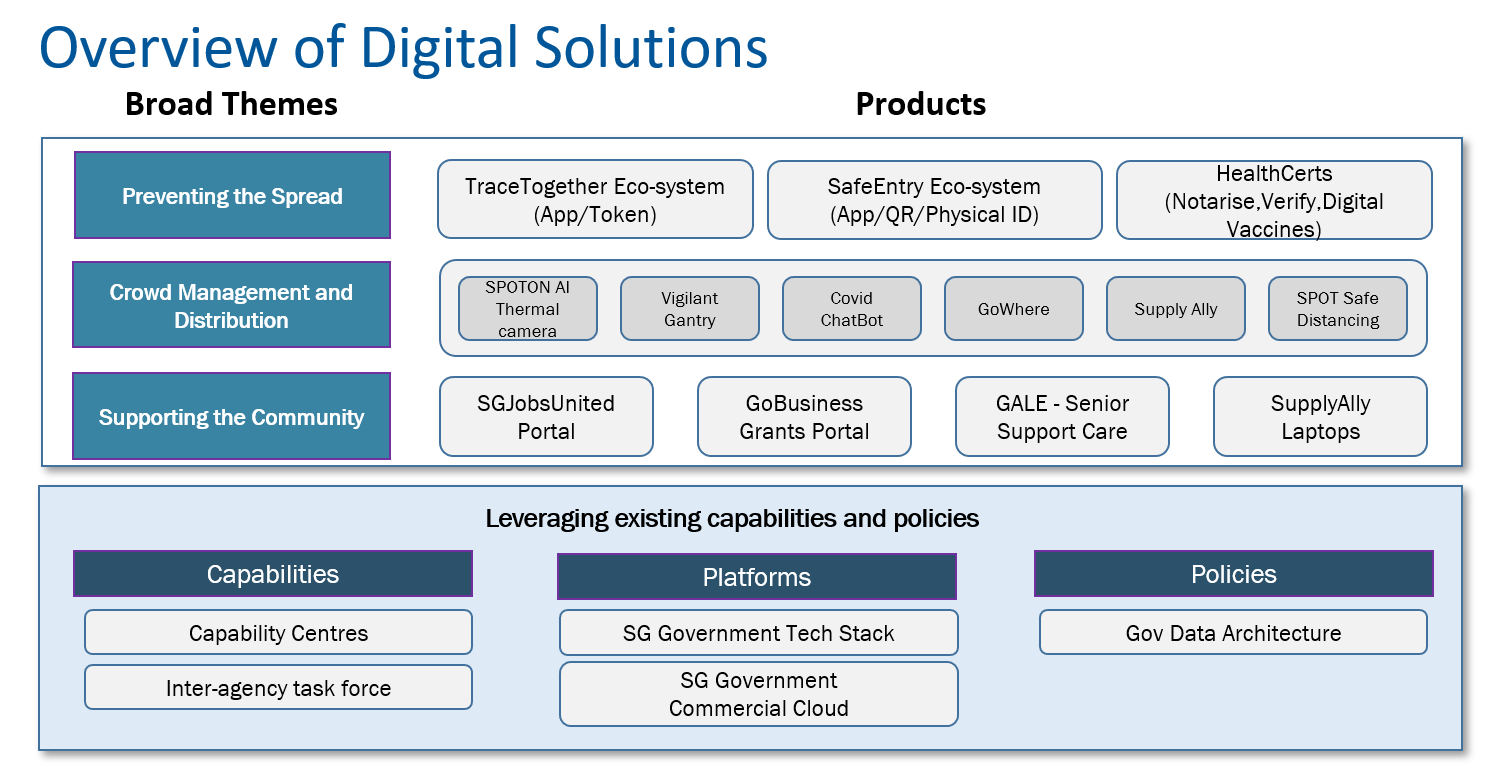 Overview of Digital Solutions
Broad Themes
Products
Preventing the Spread
TraceTogether Eco-system
(App/Token)
SafeEntry Eco-system
(App/QR/Physical ID)
HealthCerts
(Notarise,Verify,Digital
Vaccines)
Crowd Management and
Distribution
SPOTON AI
Thermal
camera
Vigilant
Gantry
Covid
ChatBot
GoWhere
Supply Ally
SPOT Safe
Distancing
Supporting the Community
SGJobsUnited
Portal
GoBusiness
Grants Portal
GALE - Senior
Support Care
SupplyAlly
Laptops
Leveraging existing capabilities and policies
Capabilities
Capability Centres
Inter-agency task force
Platforms
SG Government Tech Stack
SG Government
Commercial Cloud
Policies
Gov Data Architecture